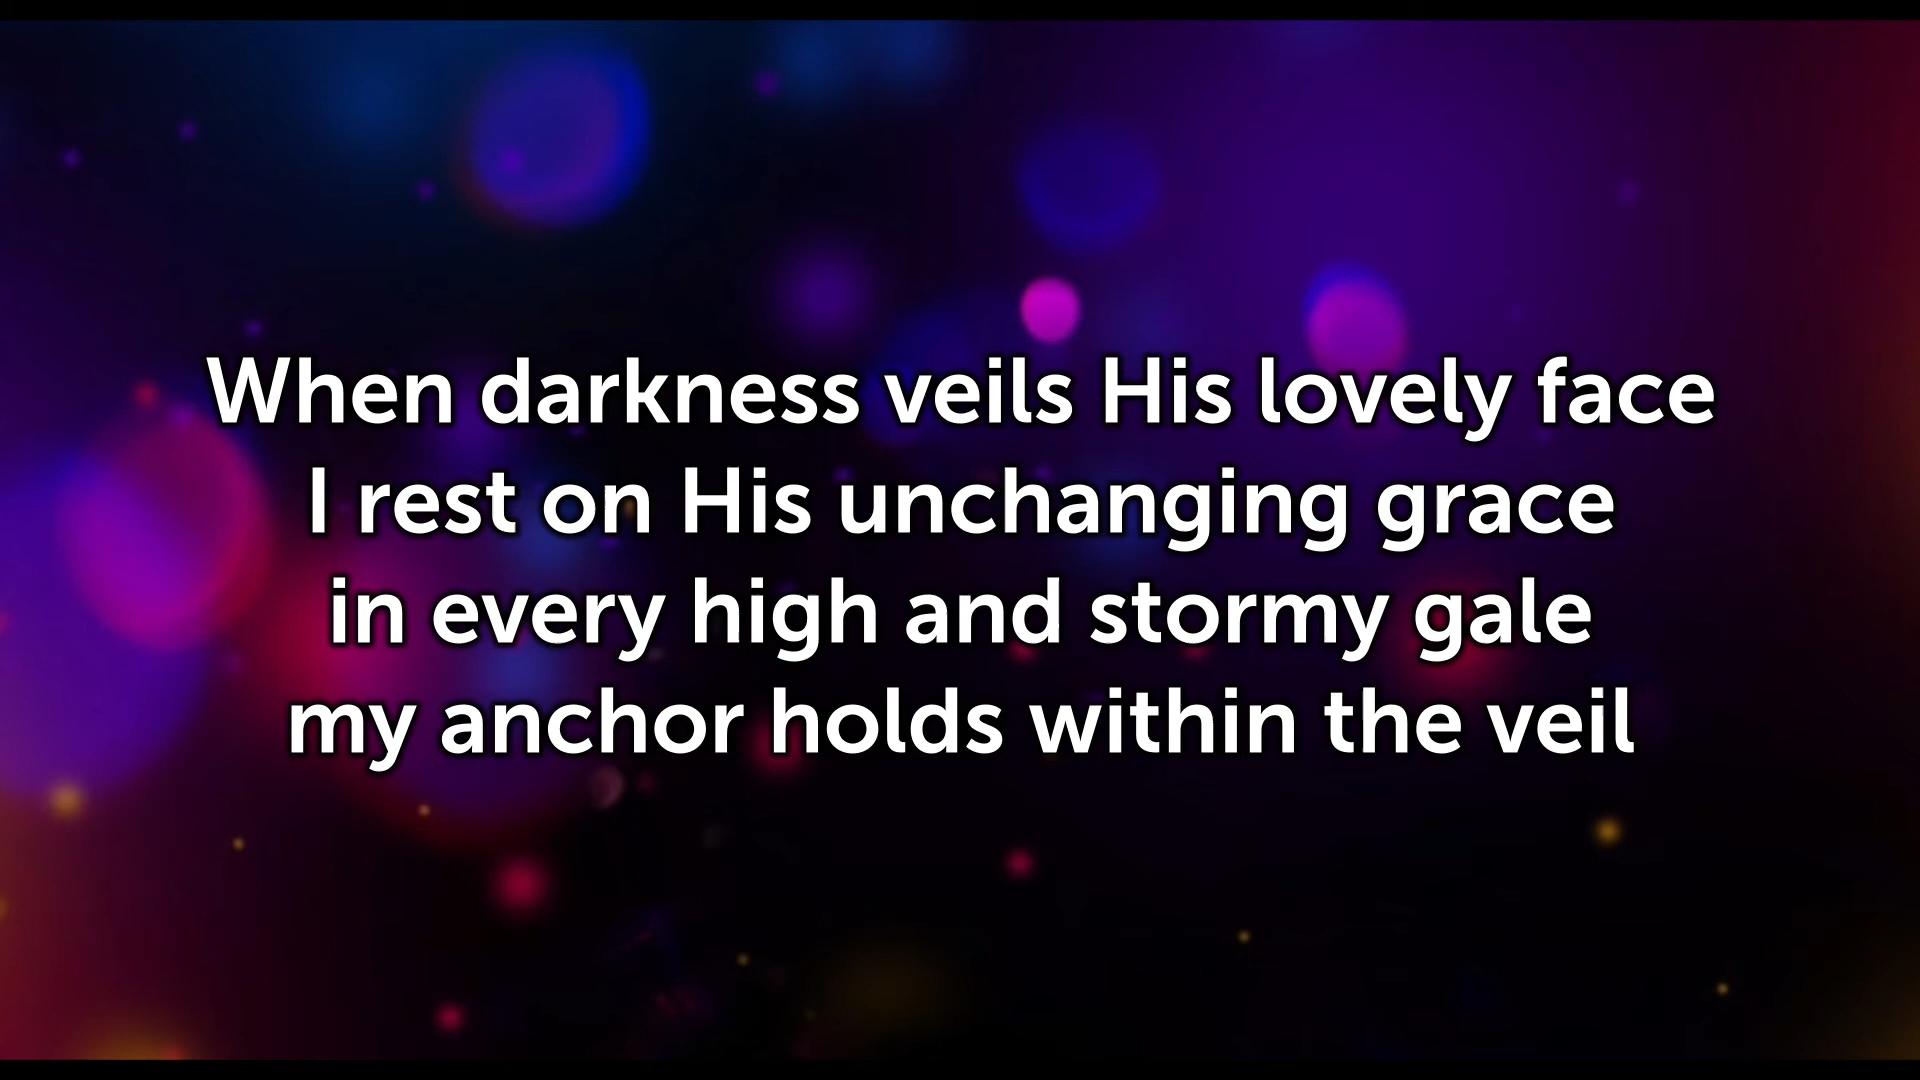 When darkness veils His lovely face
I rest on His unchanging grace
in every high and stormy gale
my anchor holds within the veil